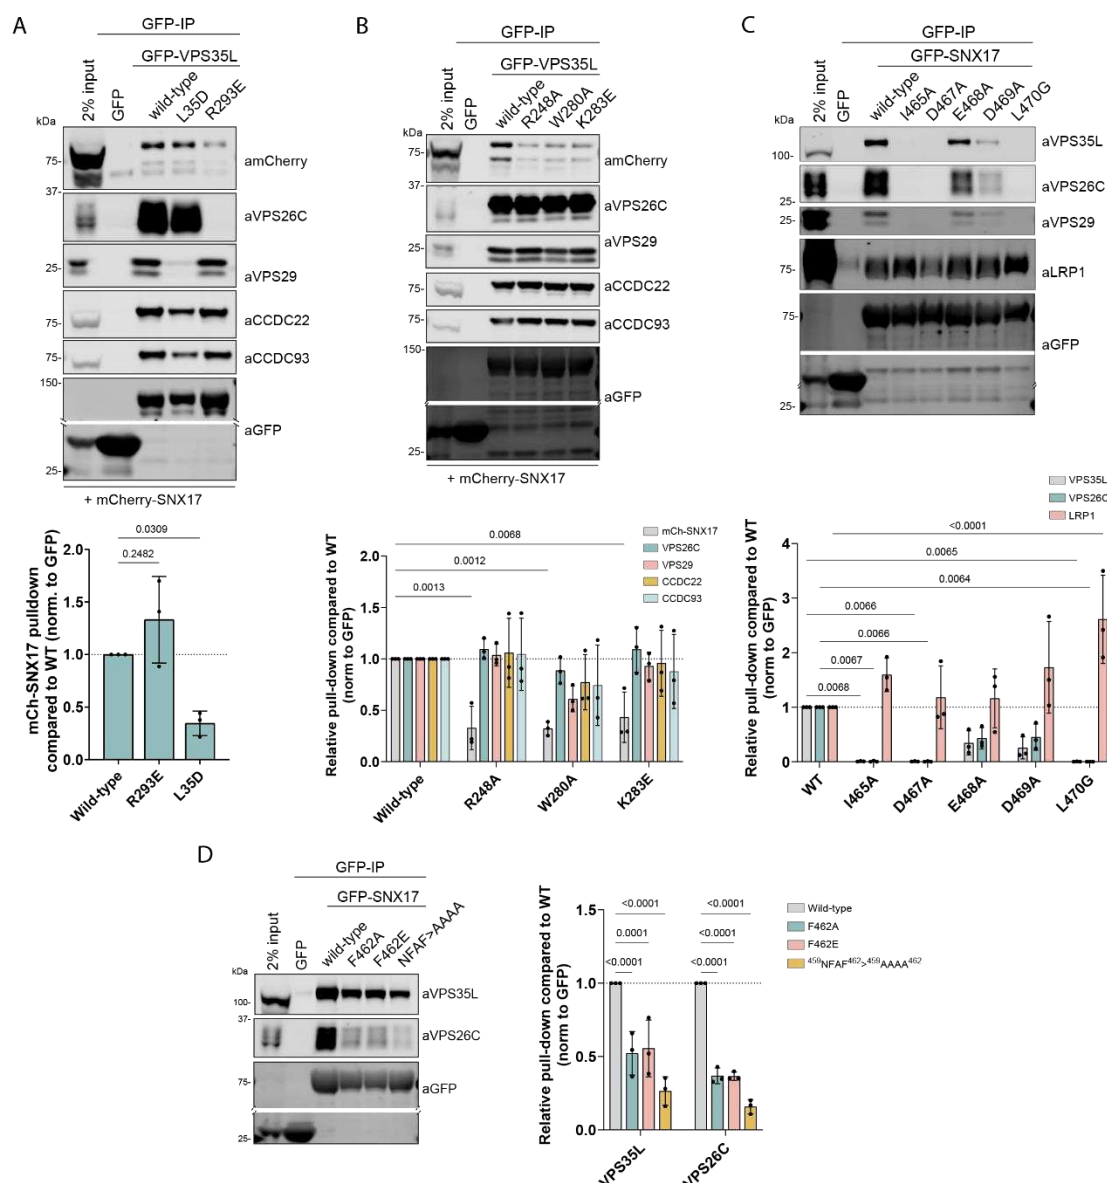 A
GFP-IP
GFP-VPS35L
2% input
GFP
wild-type
L35D
R293E
kDa
75-
amCherry
37-
aVPS26C
25-
aVPS29
75-
aCCDC22
75-
aCCDC93
150-
aGFP
25-
+ mCherry-SNX17
mCh-SNX17 pulldown
compared to WT (norm. to GFP)
2.0
1.5
1.0
0.5
0.0
0.0309
0.2482
Wild-type
R293E
L35D
B
GFP-IP
GFP-VPS35L
2% input
GFP
wild-type
R248A
W280A
K283E
kDa
75-
amCherry
37-
aVPS26C
25-
aVPS29
75-
aCCDC22
75-
aCCDC93
150-
aGFP
25-
+ mCherry-SNX17
Relative pull-down compared to WT
(norm to GFP)
2.0
1.5
1.0
0.5
0.0
0.0068
0.0012
0.0013
mCh-SNX17
VPS26C
VPS29
CCDC22
CCDC93
Wild-type
R248A
W280A
K283E
C
GFP-IP
GFP-SNX17
2% input
GFP
wild-type
I465A
D467A
E468A
D469A
L470G
kDa
100-
aVPS35L
aVPS26C
25-
25-
aVPS29
75-
aLRP1
75-
aGFP
25-
VPS35L
VPS26C
LRP1
Relative pull-down compared to WT
(norm to GFP)
4
3
2
1
0
<0.0001
0.0065
0.0064
0.0066
0.0066
0.0067
0.0068
WT
I465A
D467A
E468A
D469A
L470G
D
GFP-IP
GFP-SNX17
2% input
GFP
wild-type
F462A
F462E
NFAF>AAAA
kDa
100-
aVPS35L
37-
aVPS26C
75-
aGFP
25-
Relative pull-down compared to WT
(norm to GFP)
1.5
1.0
0.5
0.0
<0.0001
0.0001
<0.0001
<0.0001
<0.0001
<0.0001
VPS35L
VPS26C
Wild-type
F462A
F462E
⁴⁵⁹NFAF⁴⁶²>⁴⁵⁹AAAA⁴⁶²